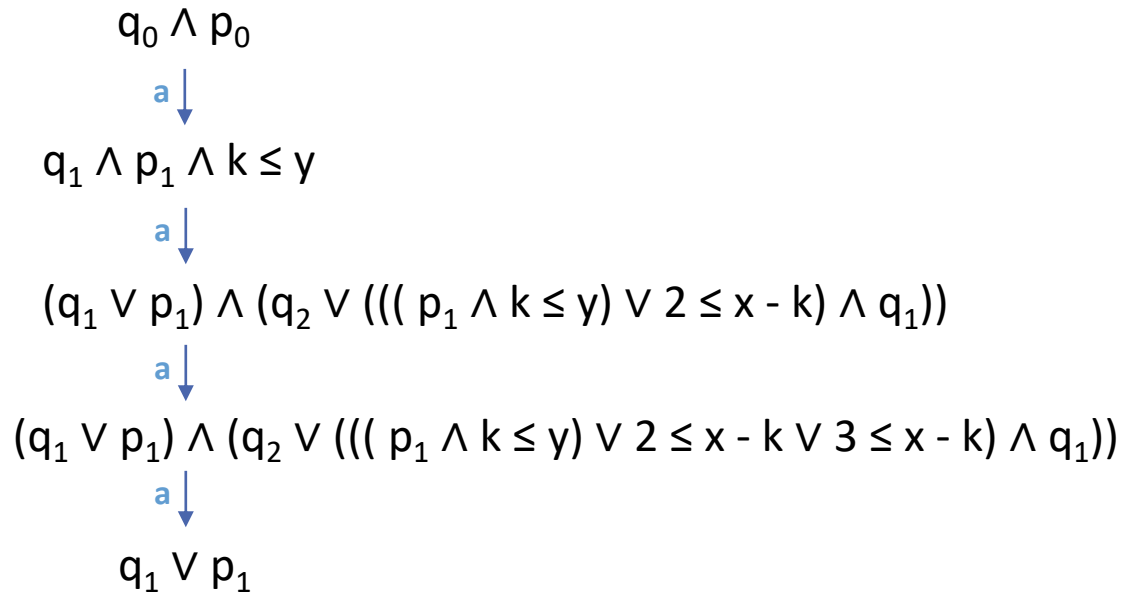 q₀ ∧ p₀
a
q₁ ∧ p₁ ∧ k ≤ y
a
(q₁ ∨ p₁) ∧ (q₂ ∨ ((( p₁ ∧ k ≤ y) ∨ 2 ≤ x - k) ∧ q₁))
a
(q₁ ∨ p₁) ∧ (q₂ ∨ ((( p₁ ∧ k ≤ y) ∨ 2 ≤ x - k ∨ 3 ≤ x - k) ∧ q₁))
a
q₁ ∨ p₁